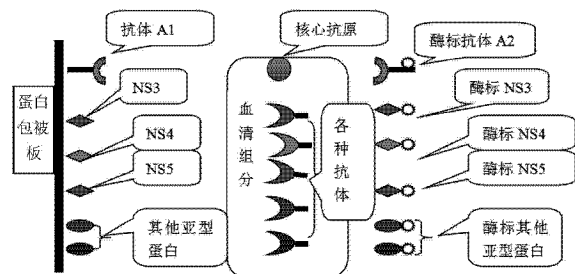 抗体 A1
NS3
NS4
NS5
其他亚型
蛋白
蛋白
包被
板
核心抗原
血清组分
各种抗体
酶标抗体 A2
酶标 NS3
酶标 NS4
酶标 NS5
酶标其他
亚型蛋白